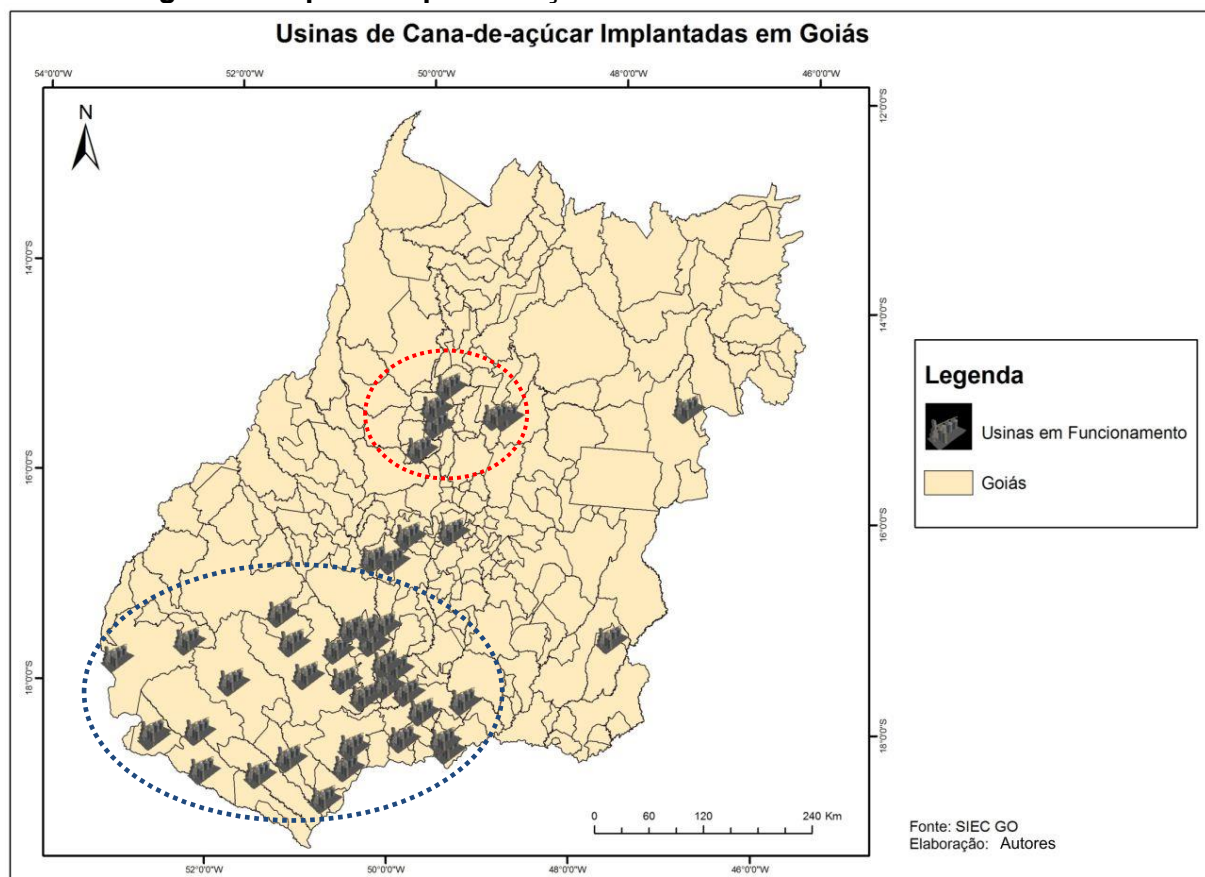 Usinas de Cana-de-açúcar Implantadas em Goiás
54°0'0"W 52°0'0"W 50°0'0"W 48°0'0"W 46°0'0"W
12°0'0"S
N
14°0'0"S
14°0'0"S
Legenda
Usinas em Funcionamento
Goiás
16°0'0"S
16°0'0"S
18°0'0"S
18°0'0"S
0 60 120 240 Km
Fonte: SIEC GO
Elaboração: Autores
52°0'0"W 50°0'0"W 48°0'0"W 46°0'0"W